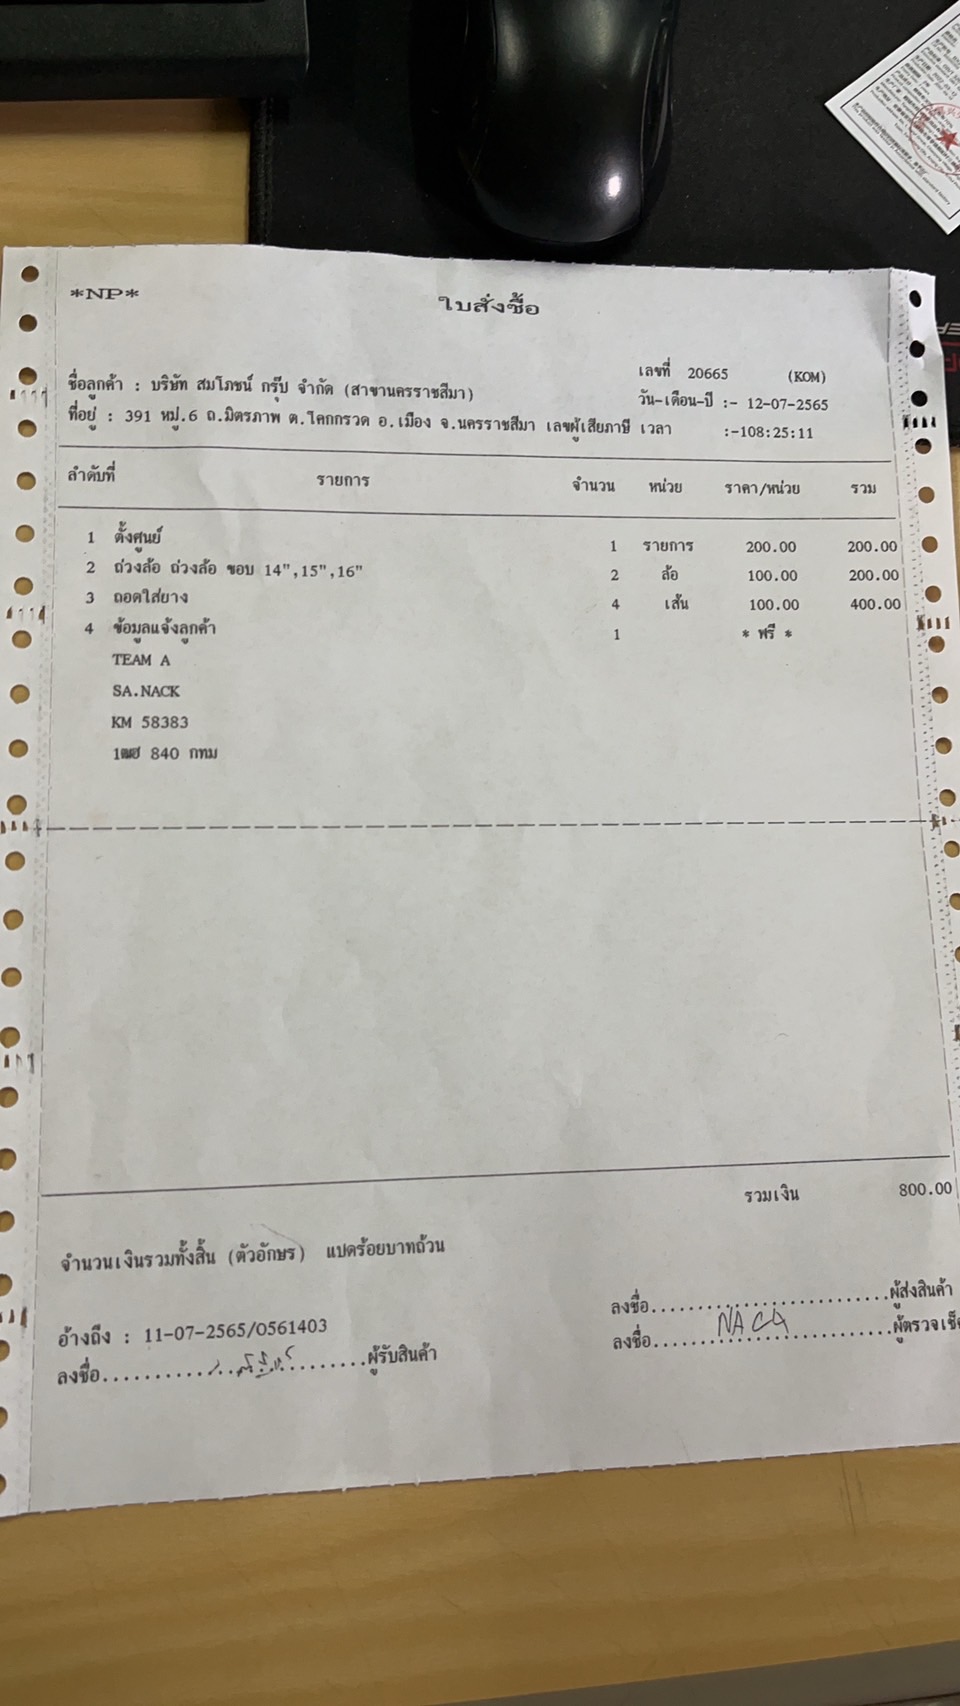 *NP*
ใบสั่งซื้อ
เลขที่ 20665 (KOM)
ชื่อลูกค้า : บริษัท สมโภชน์ กรุ๊ป จำกัด (สาขานครราชสีมา)
วัน-เดือน-ปี :- 12-07-2565
ที่อยู่ : 391 หมู่.6 ถ.มิตรภาพ ต.โคกกรวด อ.เมือง จ.นครราชสีมา เลขผู้เสียภาษี เวลา :-108:25:11
ลำดับที่ รายการ จำนวน หน่วย ราคา/หน่วย รวม
1 ตั้งศูนย์ 1 รายการ 200.00 200.00
2 ถ่วงล้อ ถ่วงล้อ ขอบ 14",15",16" 2 ล้อ 100.00 200.00
3 ถอดใส่ยาง 4 เส้น 100.00 400.00
4 ข้อมูลแจ้งลูกค้า 1 * ฟรี *
TEAM A
SA.NACK
KM 58383
840 กทม
รวมเงิน 800.00
จำนวนเงินรวมทั้งสิ้น (ตัวอักษร) แปดร้อยบาทถ้วน
ลงชื่อ..........................ผู้ส่งสินค้า
อ้างถึง : 11-07-2565/0561403
ลงชื่อ..........................ผู้ตรวจเช็ค
ลงชื่อ..........................ผู้รับสินค้า